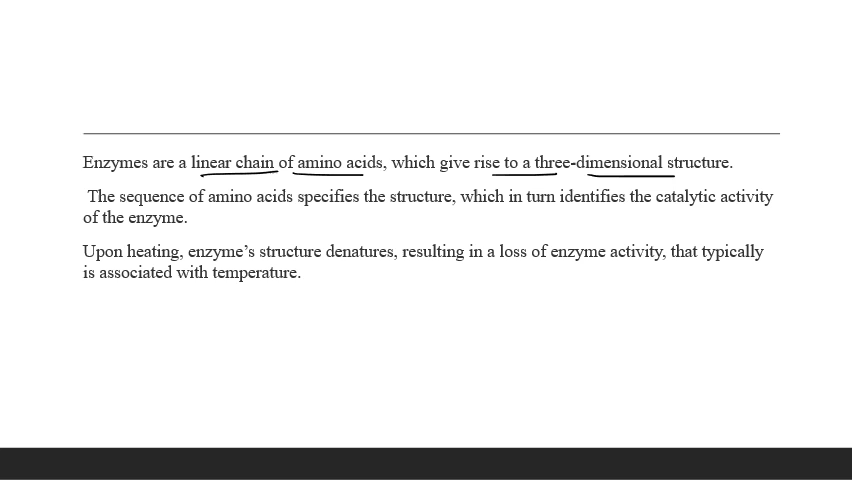 Enzymes are a linear chain of amino acids, which give rise to a three-dimensional structure.
The sequence of amino acids specifies the structure, which in turn identifies the catalytic activity
of the enzyme.
Upon heating, enzyme’s structure denatures, resulting in a loss of enzyme activity, that typically
is associated with temperature.